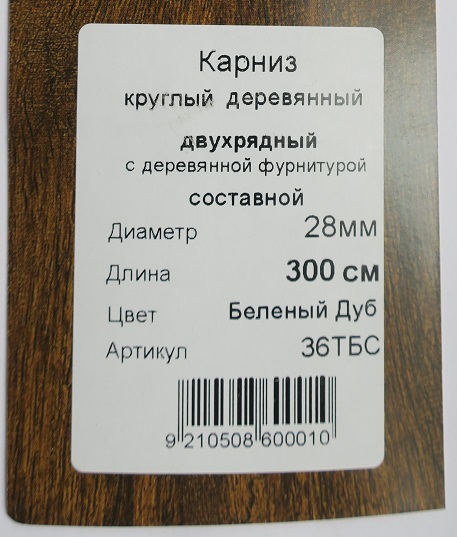 Карниз
круглый деревянный
двухрядный
с деревянной фурнитурой
составной
Диаметр 28мм
Длина 300 см
Цвет Беленый Дуб
Артикул 36ТБС
9 210508 600010